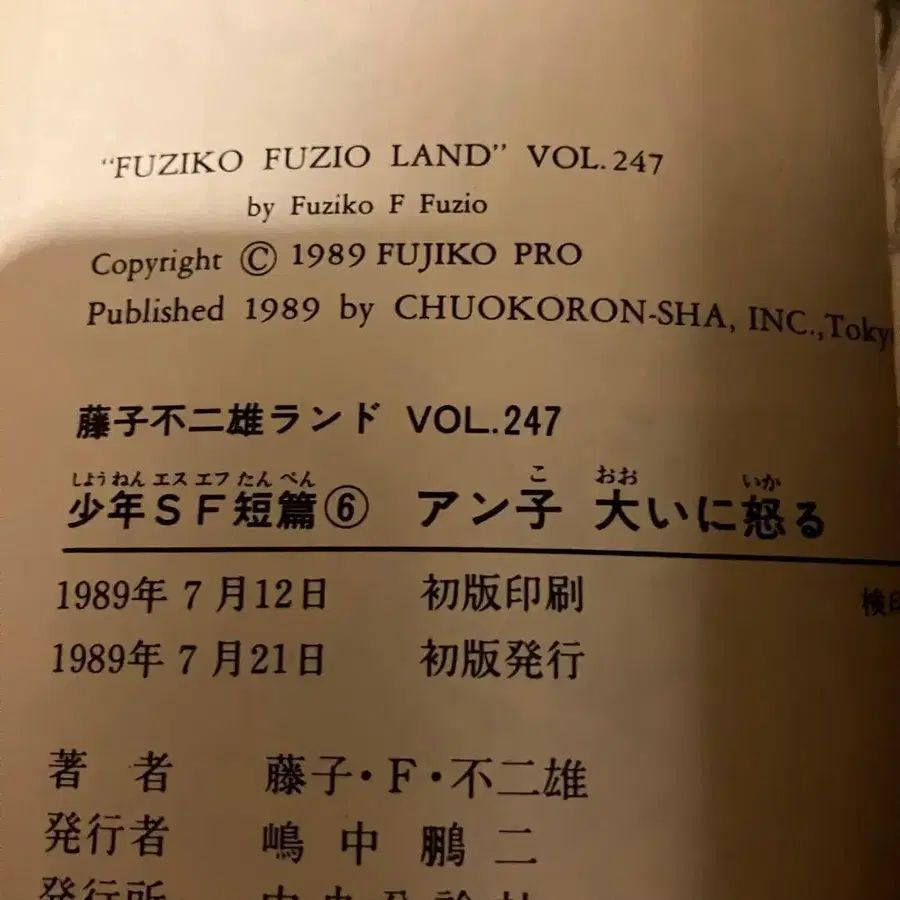 “FUZIKO FUZIO LAND” VOL.247
by Fuziko F Fuzio
Copyright © 1989 FUJIKO PRO
Published 1989 by CHUOKORON-SHA, INC.,
藤子不二雄ランド VOL.247
しょうねん エス エフ たん ぺん こ おお いか
少年SF短篇⑥ アン子 大いに怒る
1989年 7月12日 初版印刷
1989年 7月21日 初版発行
著者 藤子・F・不二雄
発行者 嶋中鵬二